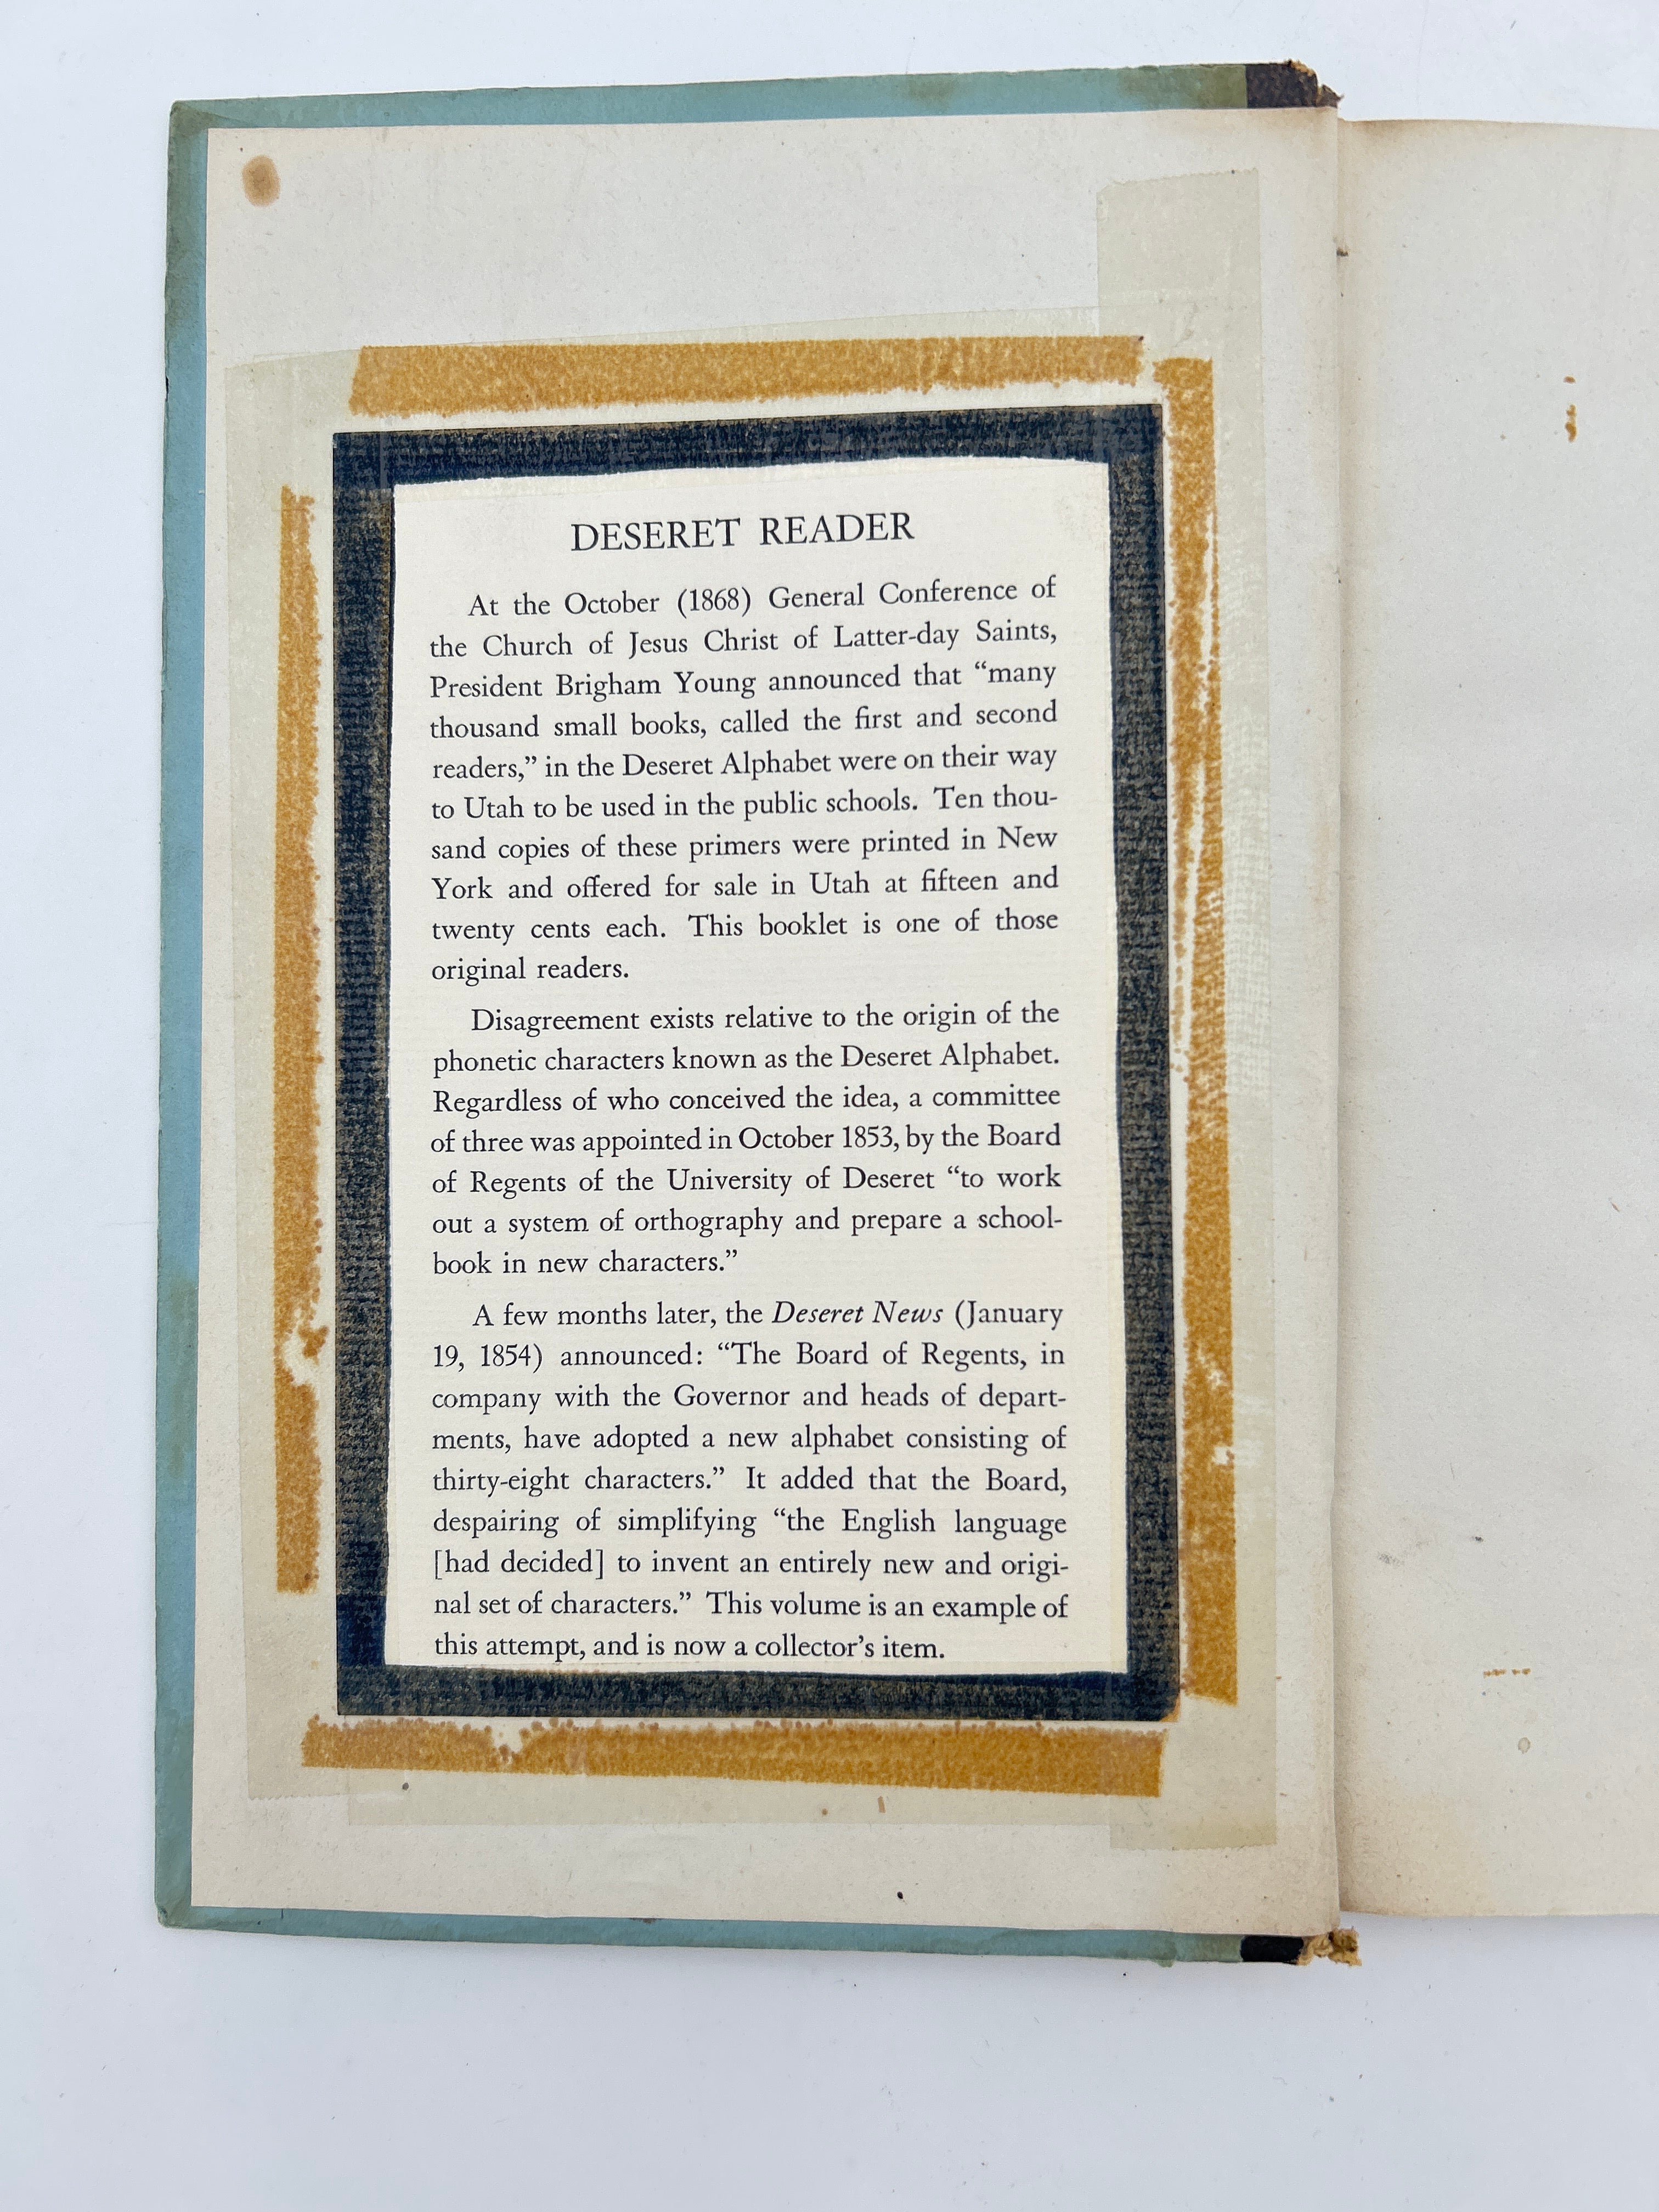 DESERET READER
At the October (1868) General Conference of
the Church of Jesus Christ of Latter-day Saints,
President Brigham Young announced that “many
thousand small books, called the first and second
readers,” in the Deseret Alphabet were on their way
to Utah to be used in the public schools. Ten thou-
sand copies of these primers were printed in New
York and offered for sale in Utah at fifteen and
twenty cents each. This booklet is one of those
original readers.
Disagreement exists relative to the origin of the
phonetic characters known as the Deseret Alphabet.
Regardless of who conceived the idea, a committee
of three was appointed in October 1853, by the Board
of Regents of the University of Deseret “to work
out a system of orthography and prepare a school-
book in new characters.”
A few months later, the Deseret News (January
19, 1854) announced: “The Board of Regents, in
company with the Governor and heads of depart-
ments, have adopted a new alphabet consisting of
thirty-eight characters.” It added that the Board,
despairing of simplifying “the English language
[had decided] to invent an entirely new and origi-
nal set of characters.” This volume is an example of
this attempt, and is now a collector’s item.